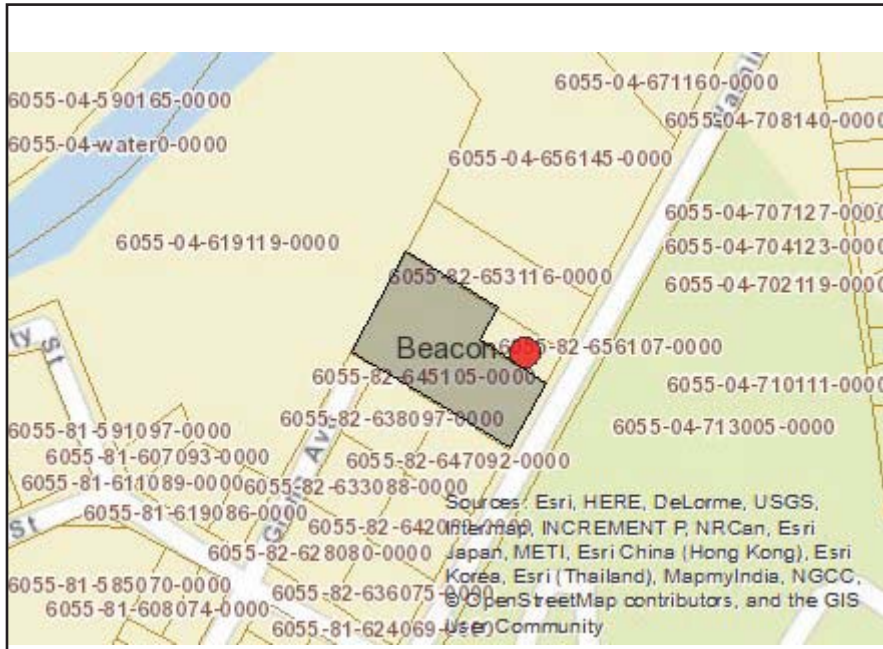 6055-04-671160-0000
6055-04-590165-0000
6055-04-708140-0000
6055-04-water0-0000
6055-04-656145-0000
6055-04-707127-0000
6055-04-619119-0000
6055-04-704123-0000
6055-82-653116-0000
6055-04-702119-0000
ty St
Beacon
6055-82-656107-0000
6055-82-645105-0000
6055-04-710111-0000
6055-82-638097-0000
6055-04-713005-0000
6055-81-591097-0000
6055-81-607093-0000
6055-82-647092-0000
6055-81-611089-0000
6055-82-633088-0000
6055-81-619086-0000
St
Ave
6055-82-628080-0000
6055-81-585070-0000
6055-82-636075-0000
6055-81-608074-0000
6055-81-624069-0000
Sources: Esri, HERE, DeLorme, USGS,
Intermap, INCREMENT P, NRCan, Esri
Japan, METI, Esri China (Hong Kong), Esri
Korea, Esri (Thailand), MapmyIndia, NGCC,
© OpenStreetMap contributors, and the GIS
User Community